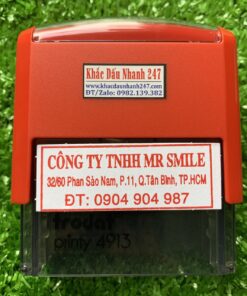 Khắc Dấu Nhanh 247
www.khacdaunhanh247.com
ĐT/Zalo: 0982.139.382
CÔNG TY TNHH MR SMILE
32/60 Phan Sào Nam, P.11, Q.Tân Bình, TP.HCM
ĐT: 0904 904 987
trodat
printy 4913